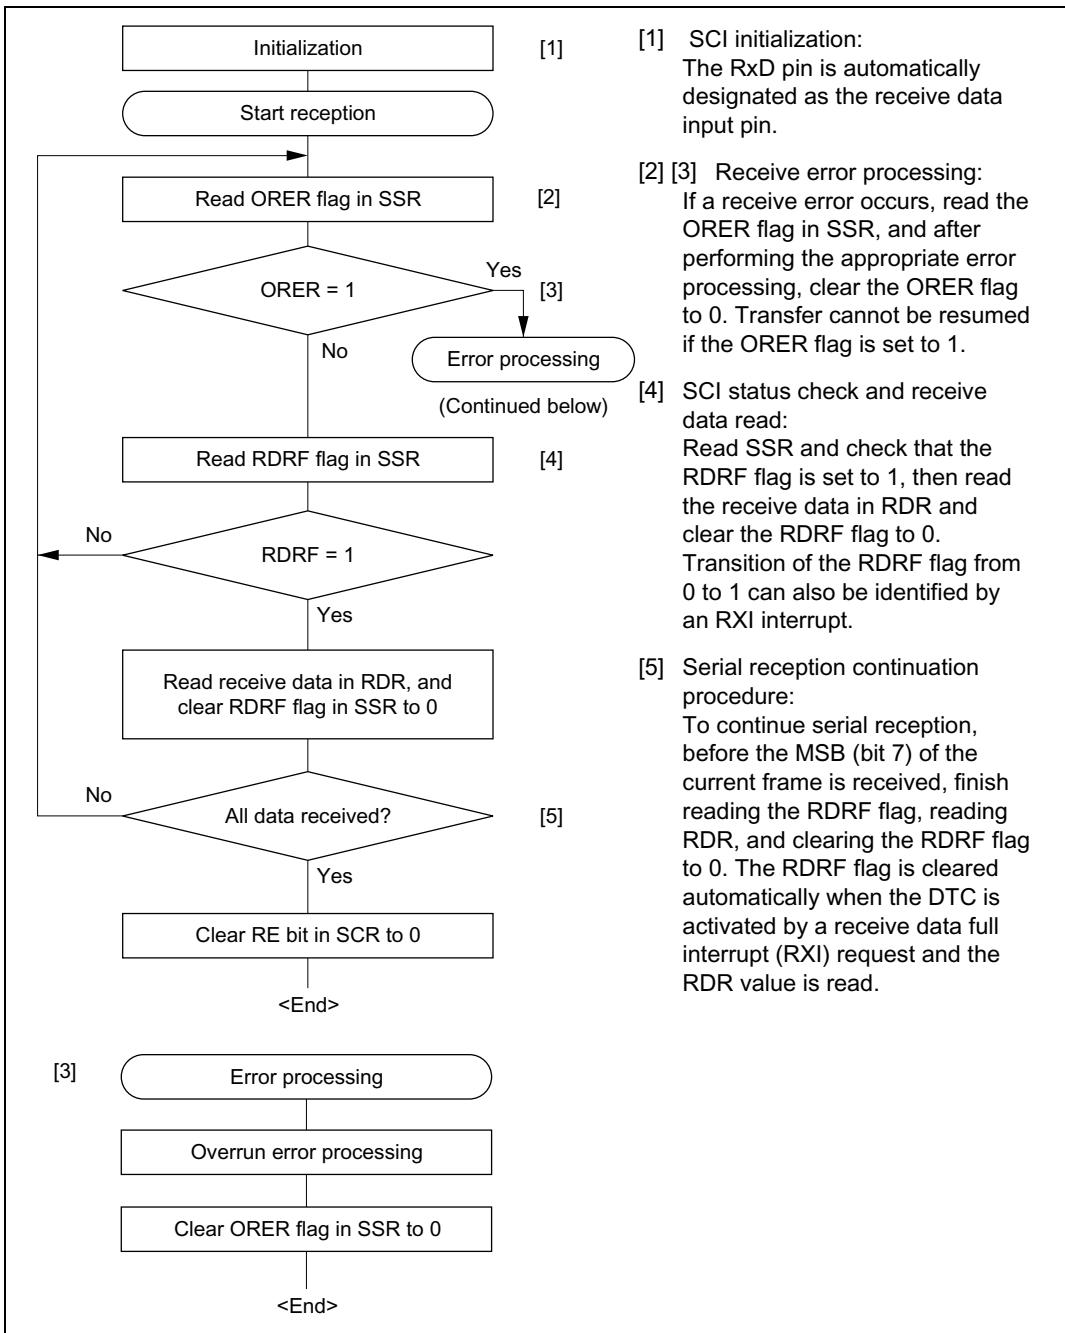 Initialization
[1]
Start reception
Read ORER flag in SSR
[2]
ORER = 1
Yes
[3]
No
Error processing
(Continued below)
Read RDRF flag in SSR
[4]
No
RDRF = 1
Yes
Read receive data in RDR, and
clear RDRF flag in SSR to 0
No
All data received?
[5]
Yes
Clear RE bit in SCR to 0
<End>
[3]
Error processing
Overrun error processing
Clear ORER flag in SSR to 0
<End>
[1] SCI initialization:
The RxD pin is automatically
designated as the receive data
input pin.
[2] [3] Receive error processing:
If a receive error occurs, read the
ORER flag in SSR, and after
performing the appropriate error
processing, clear the ORER flag
to 0. Transfer cannot be resumed
if the ORER flag is set to 1.
[4] SCI status check and receive
data read:
Read SSR and check that the
RDRF flag is set to 1, then read
the receive data in RDR and
clear the RDRF flag to 0.
Transition of the RDRF flag from
0 to 1 can also be identified by
an RXI interrupt.
[5] Serial reception continuation
procedure:
To continue serial reception,
before the MSB (bit 7) of the
current frame is received, finish
reading the RDRF flag, reading
RDR, and clearing the RDRF flag
to 0. The RDRF flag is cleared
automatically when the DTC is
activated by a receive data full
interrupt (RXI) request and the
RDR value is read.